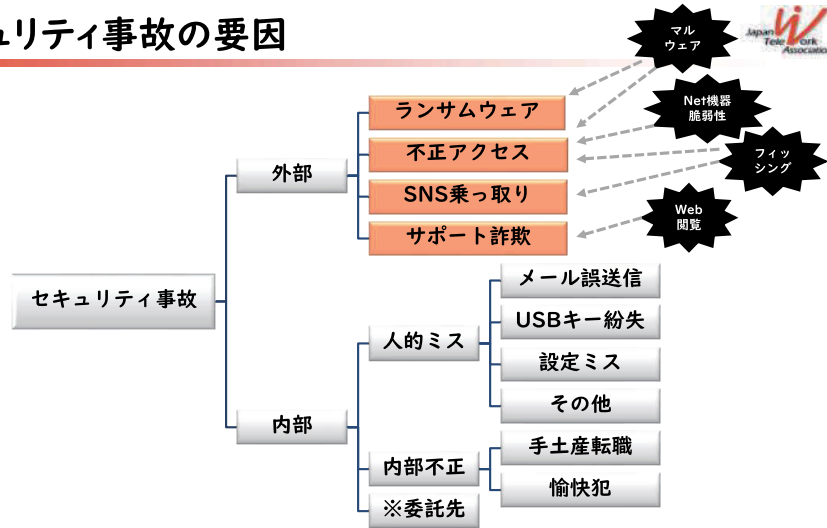 ュリティ事故の要因
Japan
Tele Work
Association
マル
ウェア
Net機器
脆弱性
フィッ
シング
Web
閲覧
ランサムウェア
不正アクセス
SNS乗っ取り
サポート詐欺
外部
セキュリティ事故
内部
人的ミス
メール誤送信
USBキー紛失
設定ミス
その他
内部不正
手土産転職
愉快犯
※委託先